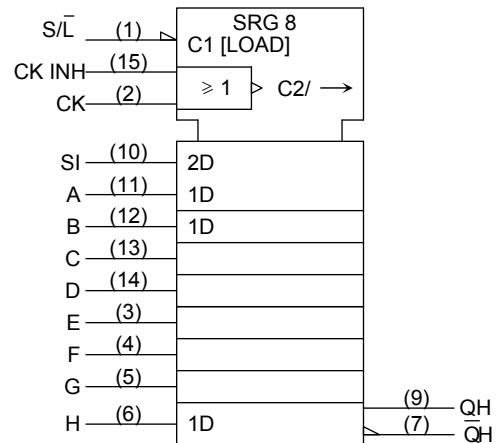 SRG 8
S/L̅ (1) C1 [LOAD]
CK INH (15)
≥ 1 C2/ →
CK (2)
SI (10) 2D
A (11) 1D
B (12) 1D
C (13)
D (14)
E (3)
F (4)
G (5)
(9) QH
H (6) 1D
(7) Q̅H